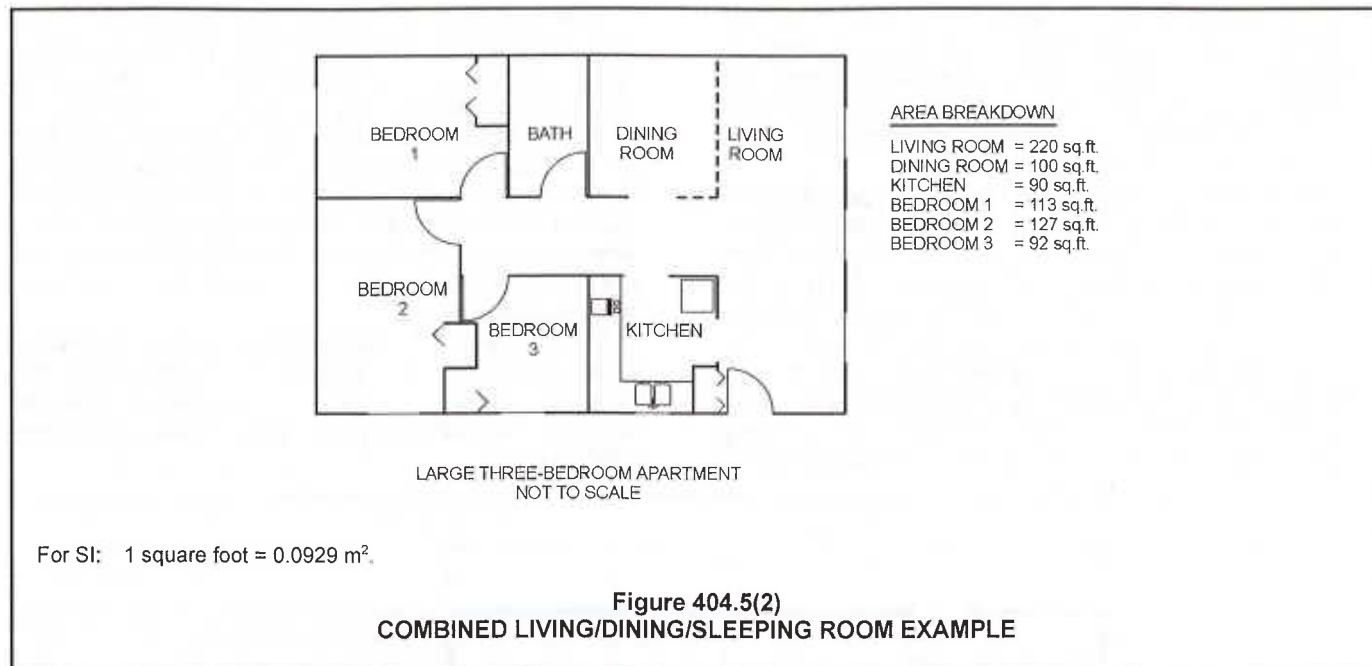 BEDROOM
1
BATH
DINING
ROOM
LIVING
ROOM
BEDROOM
2
BEDROOM
3
KITCHEN
AREA BREAKDOWN
LIVING ROOM = 220 sq.ft.
DINING ROOM = 100 sq.ft.
KITCHEN = 90 sq.ft.
BEDROOM 1 = 113 sq.ft.
BEDROOM 2 = 127 sq.ft.
BEDROOM 3 = 92 sq.ft.
LARGE THREE-BEDROOM APARTMENT
NOT TO SCALE
For SI: 1 square foot = 0.0929 m².
Figure 404.5(2)
COMBINED LIVING/DINING/SLEEPING ROOM EXAMPLE